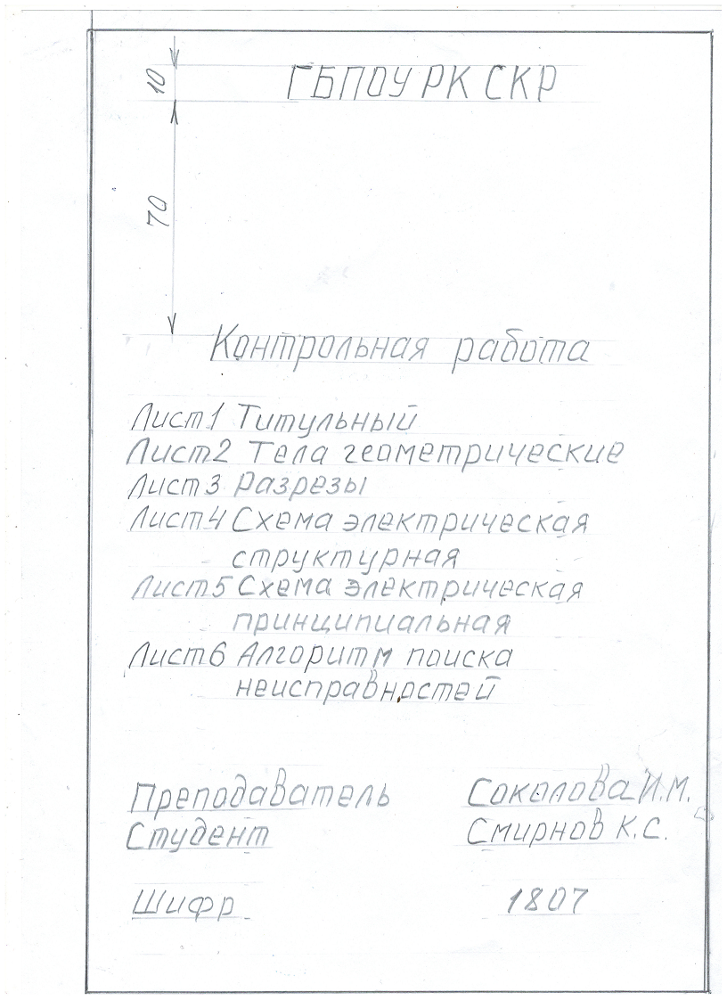 10
ГБПОУ РК СКР
70
Контрольная работа
Лист1 Титульный
Лист2 Тела геометрические
Лист3 Разрезы
Лист4 Схема электрическая
структурная
Лист5 Схема электрическая
принципиальная
Лист6 Алгоритм поиска
неисправностей
Преподаватель Соколова И.М.
Студент Смирнов К.С.
Шифр 1807